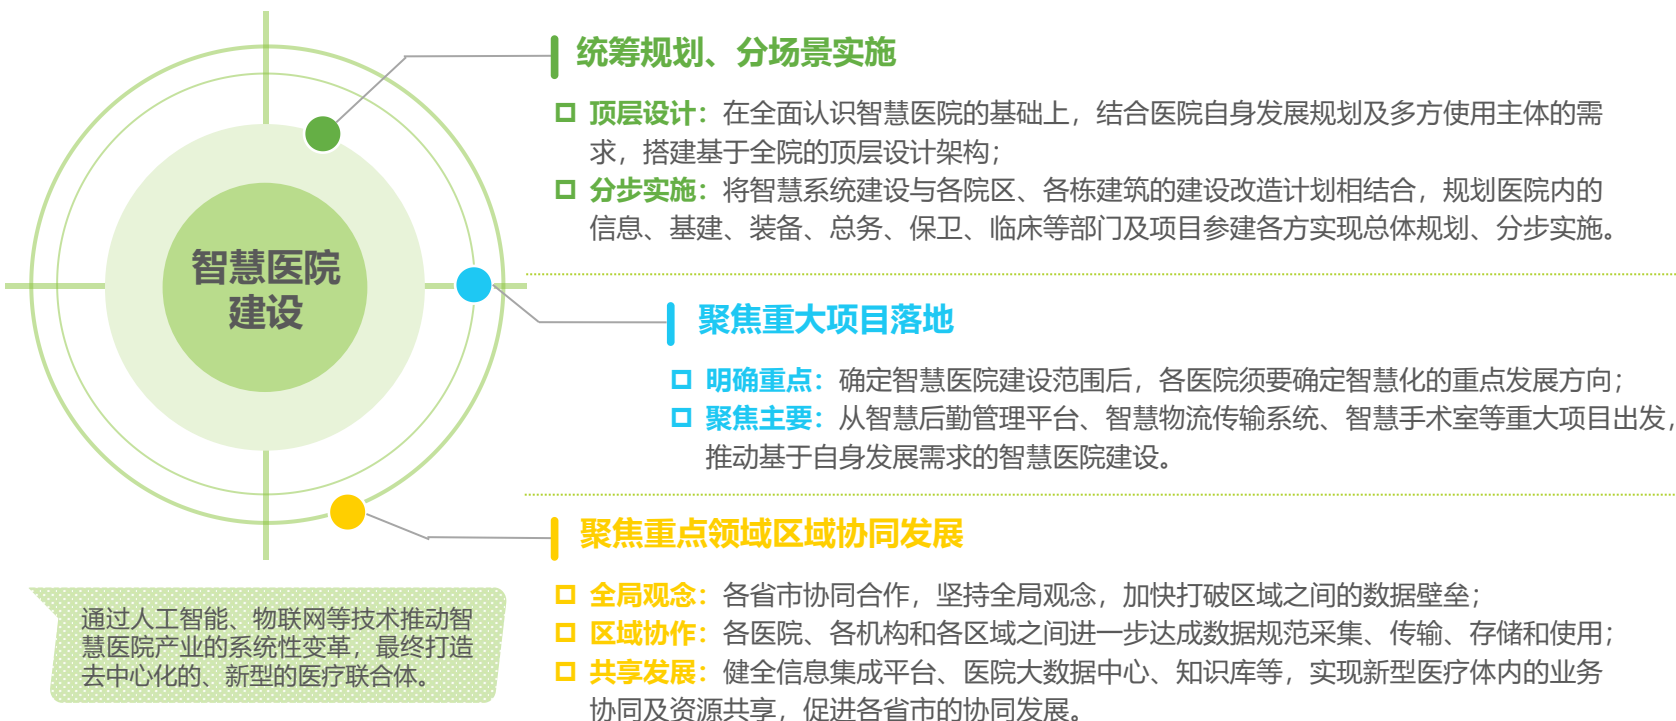 智慧医院
建设
统筹规划、分场景实施
顶层设计：在全面认识智慧医院的基础上，结合医院自身发展规划及多方使用主体的需
求，搭建基于全院的顶层设计架构；
分步实施：将智慧系统建设与各院区、各栋建筑的建设改造计划相结合，规划医院内的
信息、基建、装备、总务、保卫、临床等部门及项目参建各方实现总体规划、分步实施。
聚焦重大项目落地
明确重点：确定智慧医院建设范围后，各医院须要确定智慧化的重点发展方向；
聚焦主要：从智慧后勤管理平台、智慧物流传输系统、智慧手术室等重大项目出发，
推动基于自身发展需求的智慧医院建设。
聚焦重点领域区域协同发展
全局观念：各省市协同合作，坚持全局观念，加快打破区域之间的数据壁垒；
区域协作：各医院、各机构和各区域之间进一步达成数据规范采集、传输、存储和使用；
共享发展：健全信息集成平台、医院大数据中心、知识库等，实现新型医疗体内的业务
协同及资源共享，促进各省市的协同发展。
通过人工智能、物联网等技术推动智
慧医院产业的系统性变革，最终打造
去中心化的、新型的医疗联合体。